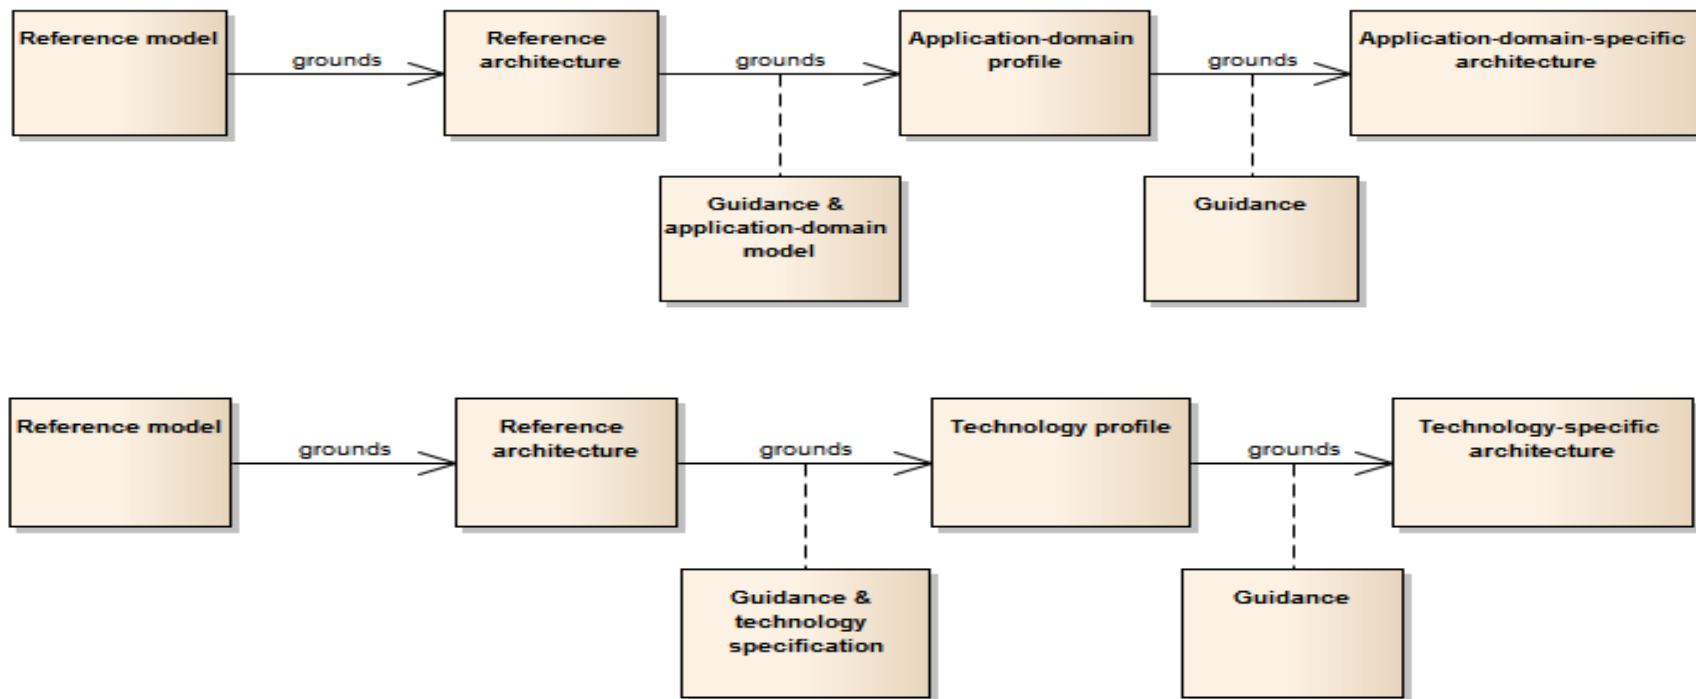 Reference model
grounds
Reference
architecture
grounds
Application-domain
profile
grounds
Application-domain-specific
architecture
Guidance &
application-domain
model
Guidance
Reference model
grounds
Reference
architecture
grounds
Technology profile
grounds
Technology-specific
architecture
Guidance &
technology
specification
Guidance